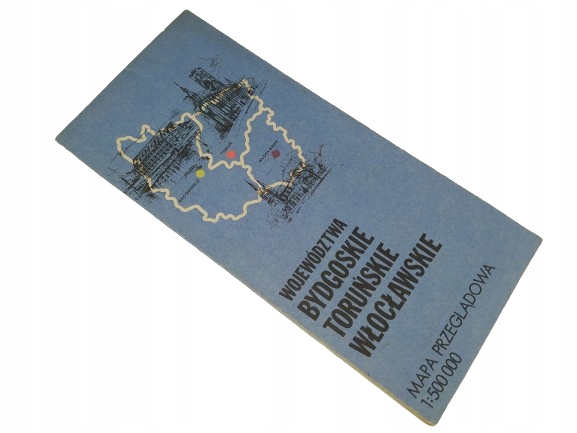 WOJEWÓDZTWA
BYDGOSKIE
TORUŃSKIE
WŁOCŁAWSKIE
MAPA PRZEGLĄDOWA
1:500 000